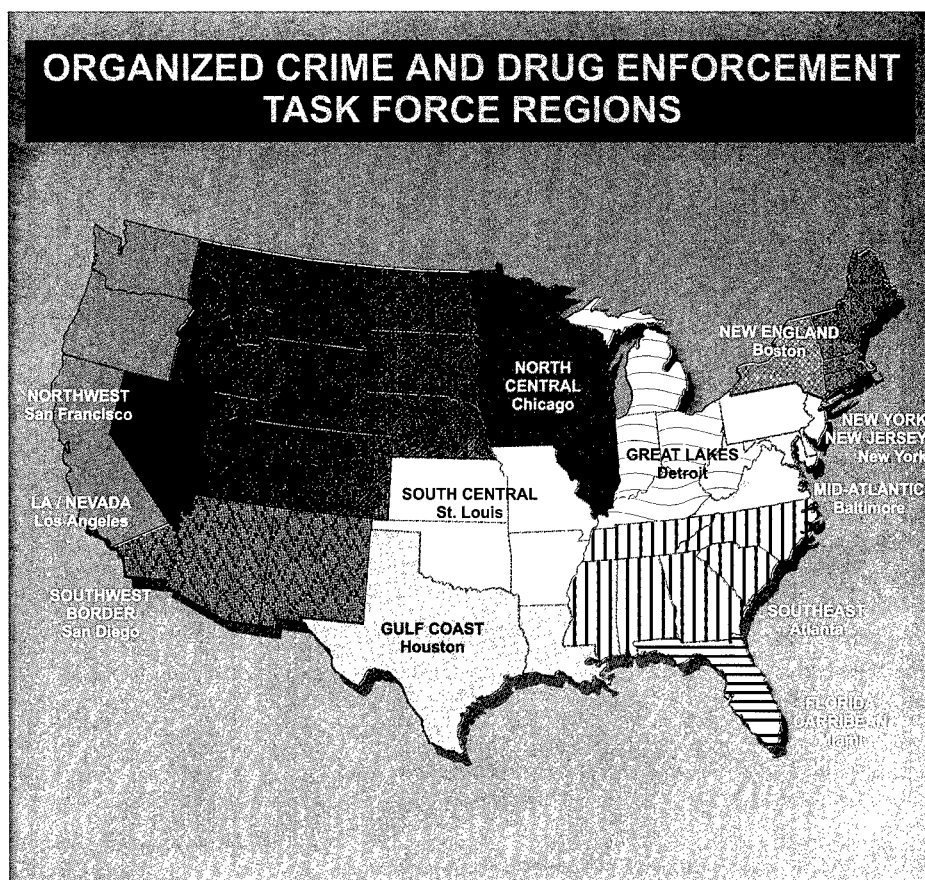 ORGANIZED CRIME AND DRUG ENFORCEMENT
TASK FORCE REGIONS
NEW ENGLAND
Boston
NORTH
CENTRAL
Chicago
NORTHWEST
San Francisco
NEW YORK
NEW JERSEY
New York
GREAT LAKES
Detroit
SOUTH CENTRAL
St. Louis
LA / NEVADA
Los Angeles
MID-ATLANTIC
Baltimore
SOUTHWEST
BORDER
San Diego
GULF COAST
Houston
SOUTHEAST
Atlanta
FLORIDA
CARRIBEAN